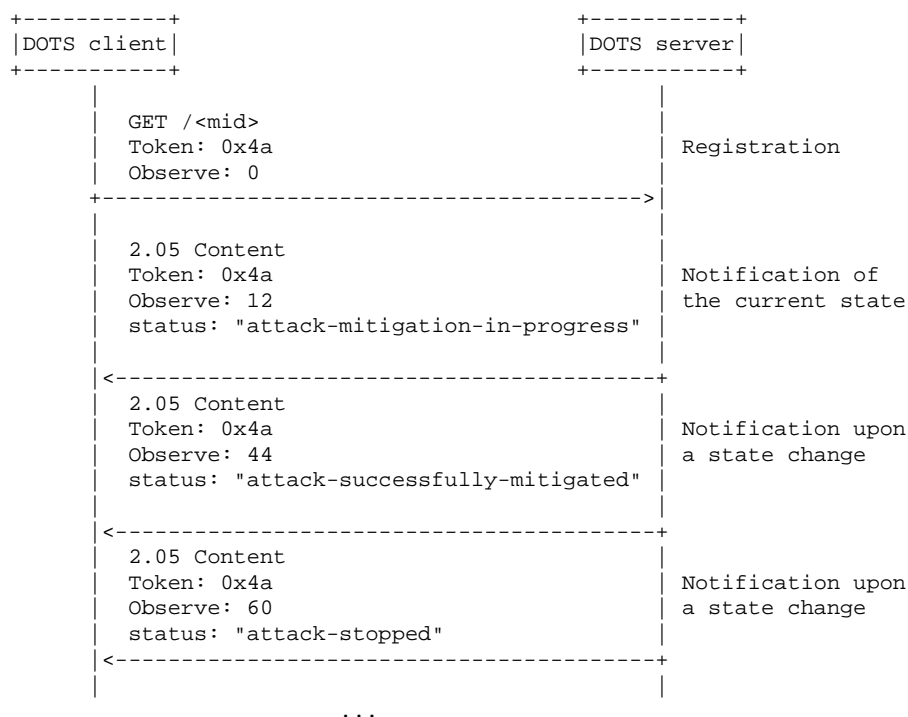 +-----------+ +-----------+
|DOTS client| |DOTS server|
+-----------+ +-----------+
GET /<mid>
Token: 0x4a Registration
Observe: 0
+----------------------------------------->|
2.05 Content
Token: 0x4a Notification of
Observe: 12 the current state
status: "attack-mitigation-in-progress"
|<-----------------------------------------+
2.05 Content
Token: 0x4a Notification upon
Observe: 44 a state change
status: "attack-successfully-mitigated"
|<-----------------------------------------+
2.05 Content
Token: 0x4a Notification upon
Observe: 60 a state change
status: "attack-stopped"
|<-----------------------------------------+
...